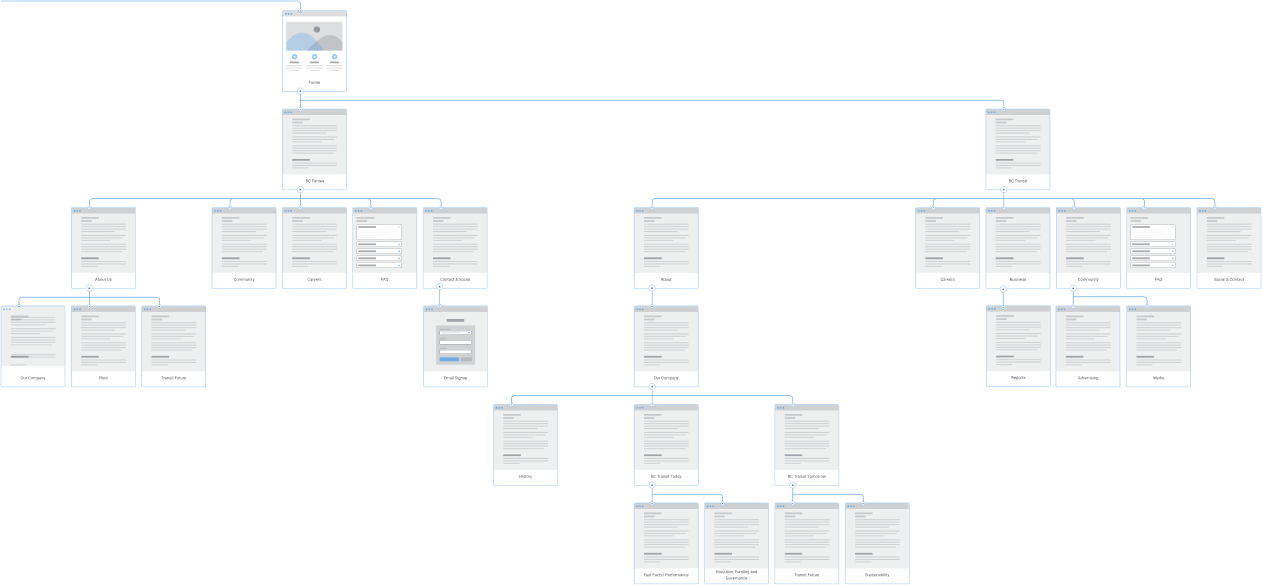 Footer
BC Ferries
BC Transit
About Us
Community
Careers
FAQ
Contact & Social
About
Careers
Business
Community
FAQ
Social & Contact
Our Company
Fleet
Transit Future
Email Signup
Our Company
Reports
Advertising
Media
History
BC Transit Today
BC Transit Tomorrow
Fast Facts/ Performance/
Executive, Funding and
Governance
Transit Future
Sustainability